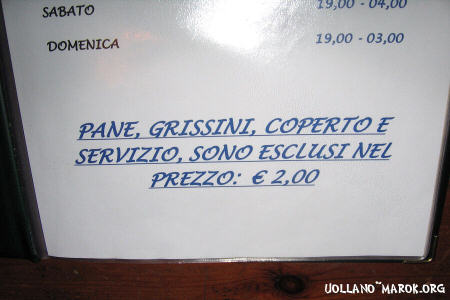 SABATO 19,00 - 04,00
DOMENICA 19,00 - 03,00
PANE, GRISSINI, COPERTO E
SERVIZIO, SONO ESCLUSI NEL
PREZZO: € 2,00
UOLLANO~MAROK.ORG